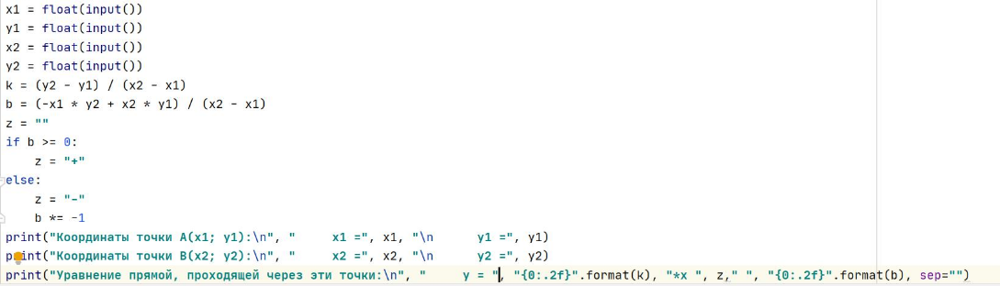 x1 = float(input())
y1 = float(input())
x2 = float(input())
y2 = float(input())
k = (y2 - y1) / (x2 - x1)
b = (-x1 * y2 + x2 * y1) / (x2 - x1)
z = ""
if b >= 0:
    z = "+"
else:
    z = "-"
    b *= -1
print("Координаты точки A(x1; y1):\n", "     x1 =", x1, "\n      y1 =", y1)
print("Координаты точки B(x2; y2):\n", "     x2 =", x2, "\n      y2 =", y2)
print("Уравнение прямой, проходящей через эти точки:\n", "     y = ", "{0:.2f}".format(k), "*x ", z," ", "{0:.2f}".format(b), sep="")